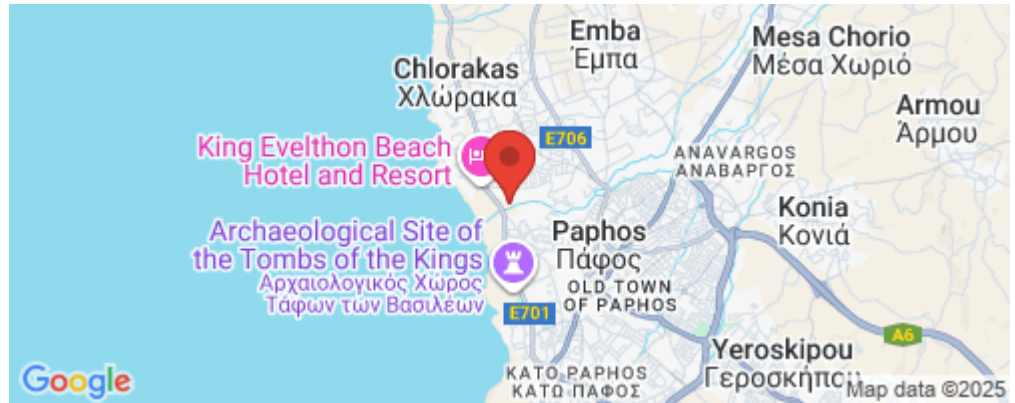 Emba
Έμπα
Mesa Chorio
Μέσα Χωριό
Chlorakas
Χλώρακα
Armou
Άρμου
E706
King Evelthon Beach
Hotel and Resort
ANAVARGOS
ΑΝΑΒΑΡΓΟΣ
Konia
Κονιά
Archaeological Site of
the Tombs of the Kings
Αρχαιολογικός Χώρος
Τάφων των Βασιλέων
Paphos
Πάφος
OLD TOWN
OF PAPHOS
E701
A6
Yeroskipou
Γεροσκήπου
KATO PAPHOS
ΚΑΤΩ ΠΑΦΟΣ
Google
Map data ©2025